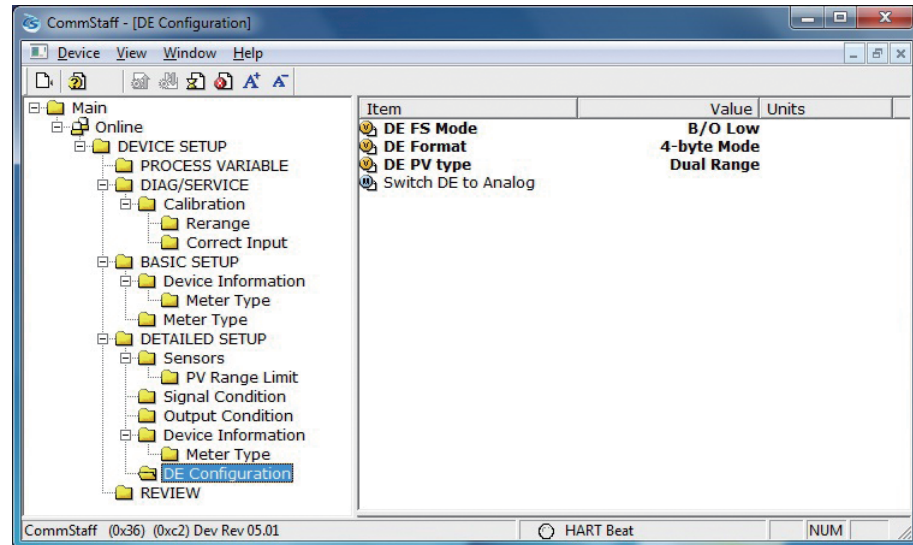 CommStaff - [DE Configuration]
Device View Window Help
Main
Online
DEVICE SETUP
PROCESS VARIABLE
DIAG/SERVICE
Calibration
Rerange
Correct Input
BASIC SETUP
Device Information
Meter Type
Meter Type
DETAILED SETUP
Sensors
PV Range Limit
Signal Condition
Output Condition
Device Information
Meter Type
DE Configuration
REVIEW
Item Value Units
DE FS Mode B/O Low
DE Format 4-byte Mode
DE PV type Dual Range
Switch DE to Analog
CommStaff (0x36) (0xc2) Dev Rev 05.01 HART Beat NUM